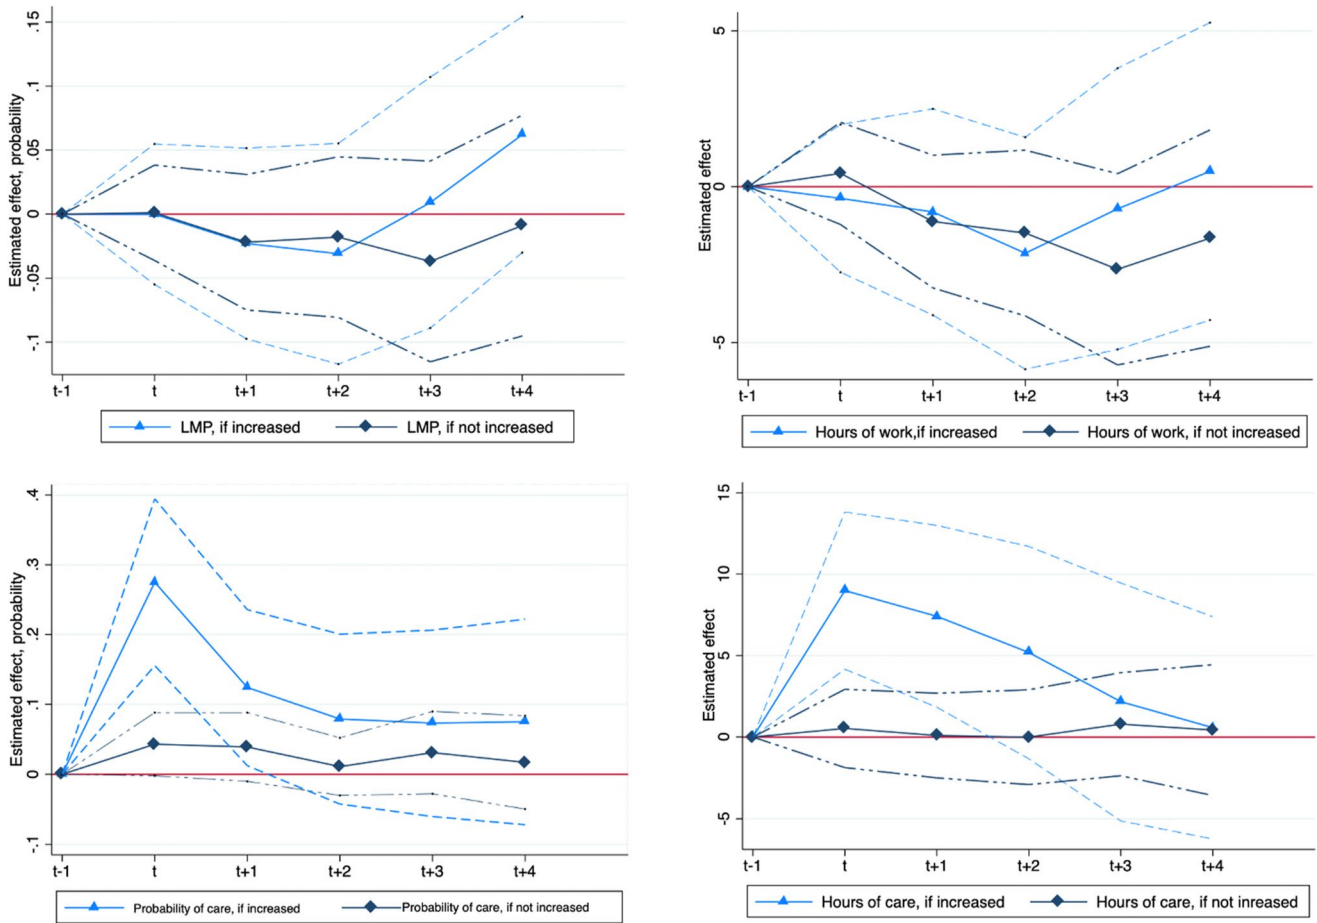 Estimated effect, probability
.15
.1
.05
0
-.05
-.1
t-1 t t+1 t+2 t+3 t+4
LMP, if increased LMP, if not increased
Estimated effect
5
0
-5
t-1 t t+1 t+2 t+3 t+4
Hours of work,if increased Hours of work, if not increased
Estimated effect, probability
.4
.3
.2
.1
0
-.1
t-1 t t+1 t+2 t+3 t+4
Probability of care, if increased Probability of care, if not inreased
Estimated effect
15
10
5
0
-5
t-1 t t+1 t+2 t+3 t+4
Hours of care, if increased Hours of care, if not increased